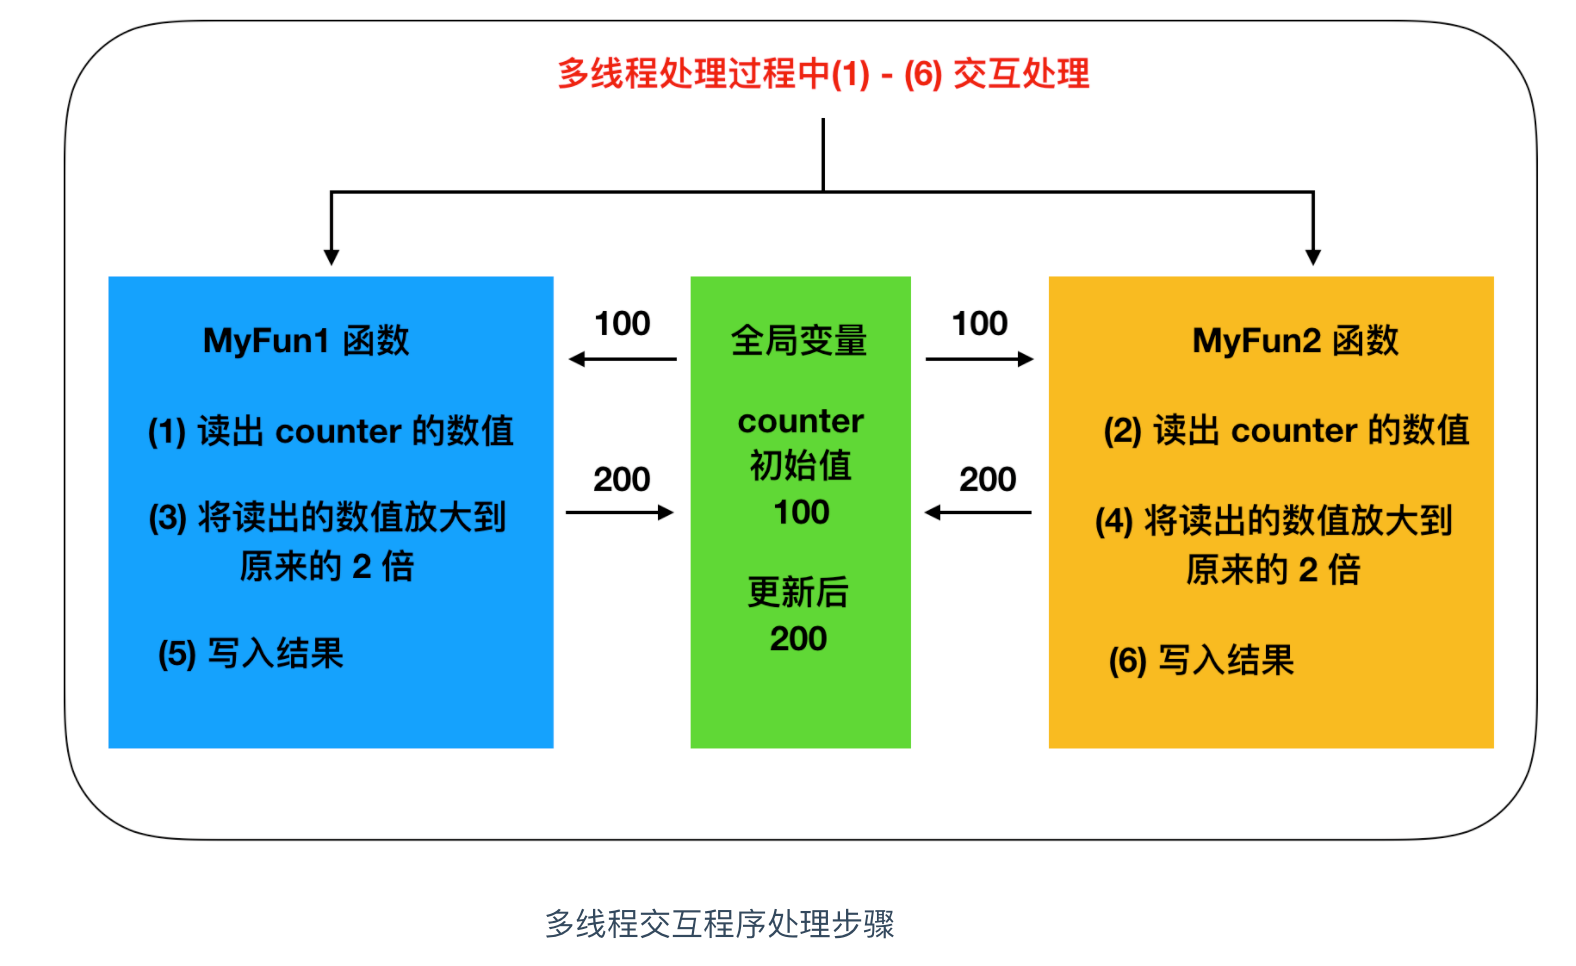 多线程处理过程中(1) - (6) 交互处理
MyFun1 函数
(1) 读出 counter 的数值
(3) 将读出的数值放大到
原来的 2 倍
(5) 写入结果
100
200
全局变量
counter
初始值
100
更新后
200
100
200
MyFun2 函数
(2) 读出 counter 的数值
(4) 将读出的数值放大到
原来的 2 倍
(6) 写入结果
多线程交互程序处理步骤